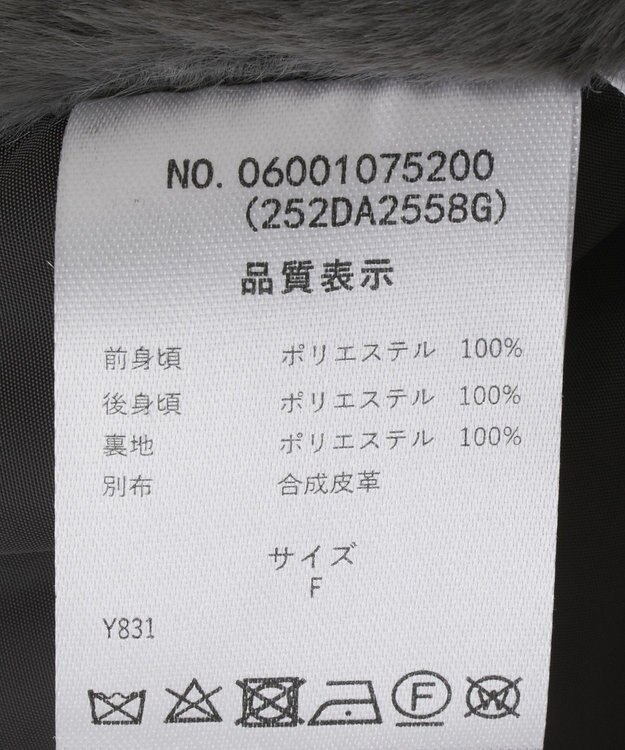 NO. 06001075200
(252DA2558G)
品質表示
前身頃 ポリエステル 100%
後身頃 ポリエステル 100%
裏地 ポリエステル 100%
別布 合成皮革
サイズ
F
Y831
F W